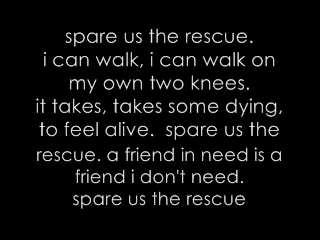 spare us the rescue.
i can walk, i can walk on
my own two knees.
it takes, takes some dying,
to feel alive.  spare us the
rescue. a friend in need is a
friend i don't need.
spare us the rescue